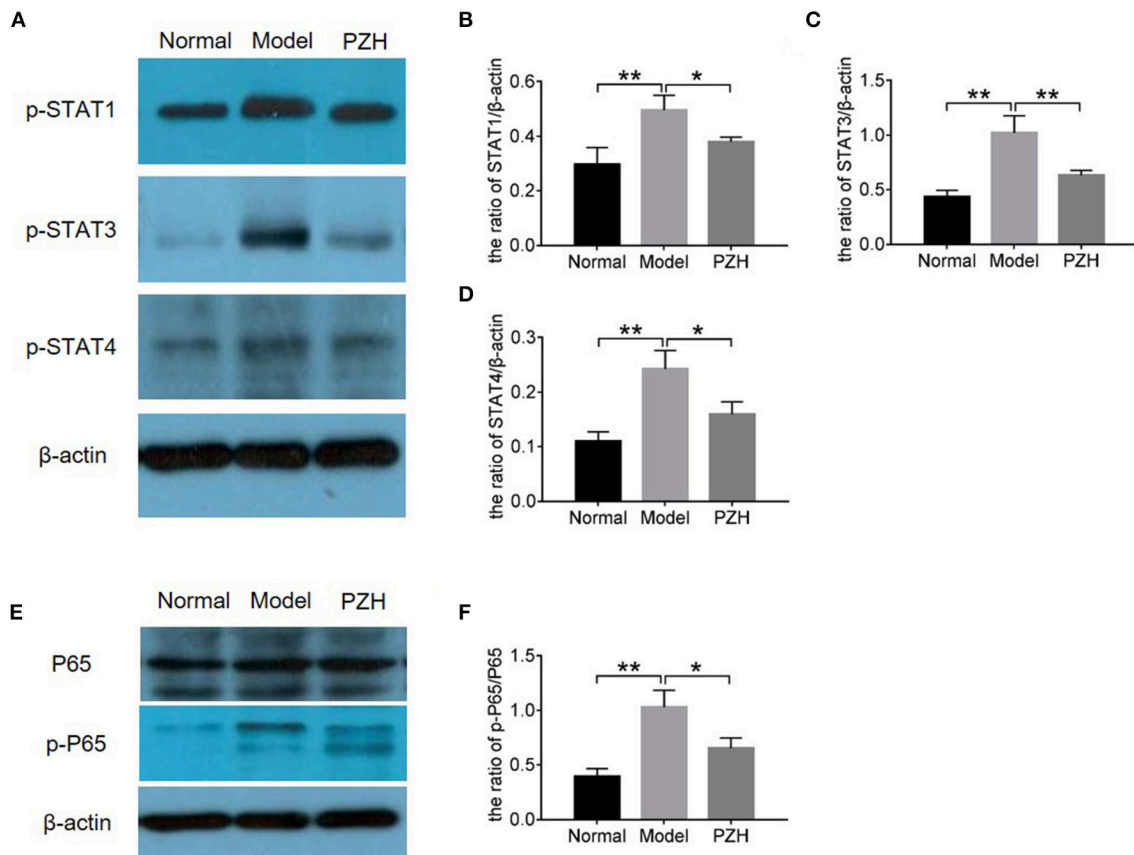 A
Normal Model PZH
p-STAT1
p-STAT3
p-STAT4
β-actin
B
the ratio of STAT1/β-actin
0.6
0.4
0.2
0.0
** *
Normal Model PZH
C
the ratio of STAT3/β-actin
1.5
1.0
0.5
0.0
** **
Normal Model PZH
D
the ratio of STAT4/β-actin
0.3
0.2
0.1
0.0
** *
Normal Model PZH
E
Normal Model PZH
P65
p-P65
β-actin
F
the ratio of p-P65/P65
1.5
1.0
0.5
0.0
** *
Normal Model PZH